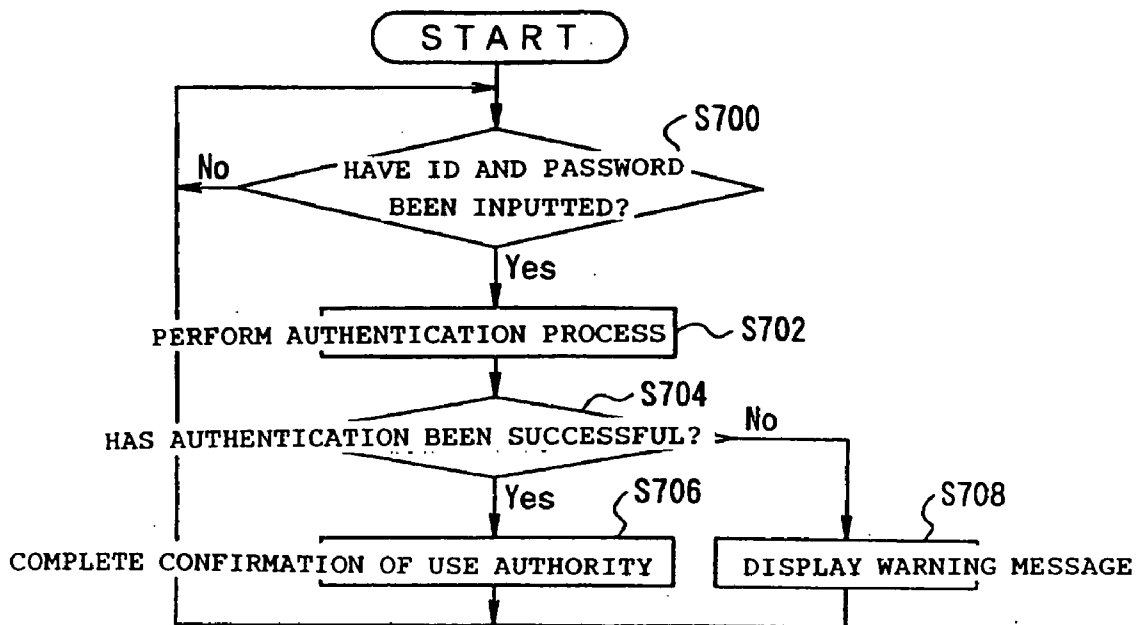 START
S700
No
HAVE ID AND PASSWORD
BEEN INPUTTED?
Yes
PERFORM AUTHENTICATION PROCESS
S702
S704
HAS AUTHENTICATION BEEN SUCCESSFUL?
No
Yes
S706
S708
COMPLETE CONFIRMATION OF USE AUTHORITY
DISPLAY WARNING MESSAGE